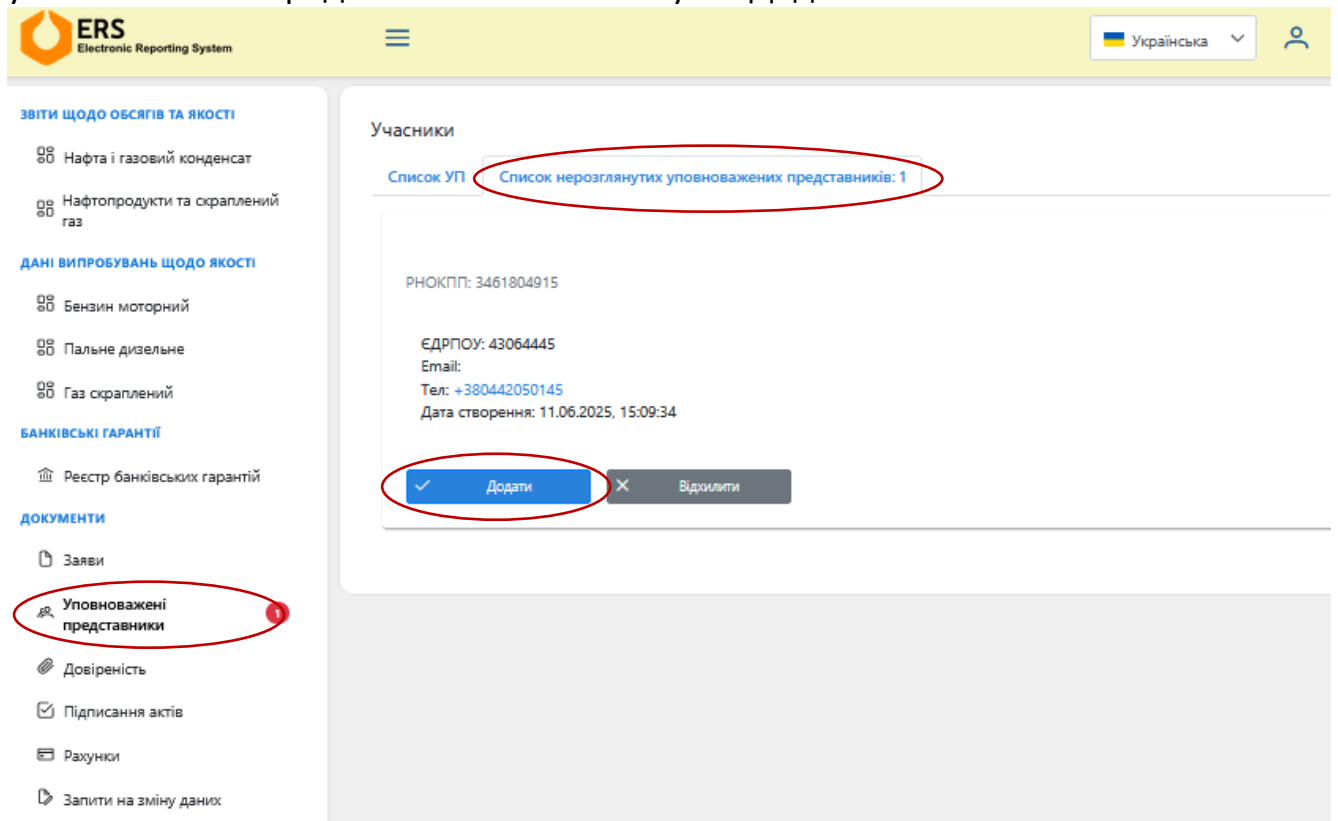 ERS
Electronic Reporting System
Українська
ЗВІТИ ЩОДО ОБСЯГІВ ТА ЯКОСТІ
Нафта і газовий конденсат
Нафтопродукти та скраплений
газ
ДАНІ ВИПРОБУВАНЬ ЩОДО ЯКОСТІ
Бензин моторний
Пальне дизельне
Газ скраплений
БАНКІВСЬКІ ГАРАНТІЇ
Реєстр банківських гарантій
ДОКУМЕНТИ
Заяви
Уповноважені
представники
1
Довіреність
Підписання актів
Рахунки
Запити на зміну даних
Учасники
Список УП Список нерозглянутих уповноважених представників: 1
РНОКПП: 3461804915
ЄДРПОУ: 43064445
Email:
Тел: +380442050145
Дата створення: 11.06.2025, 15:09:34
Додати Відхилити